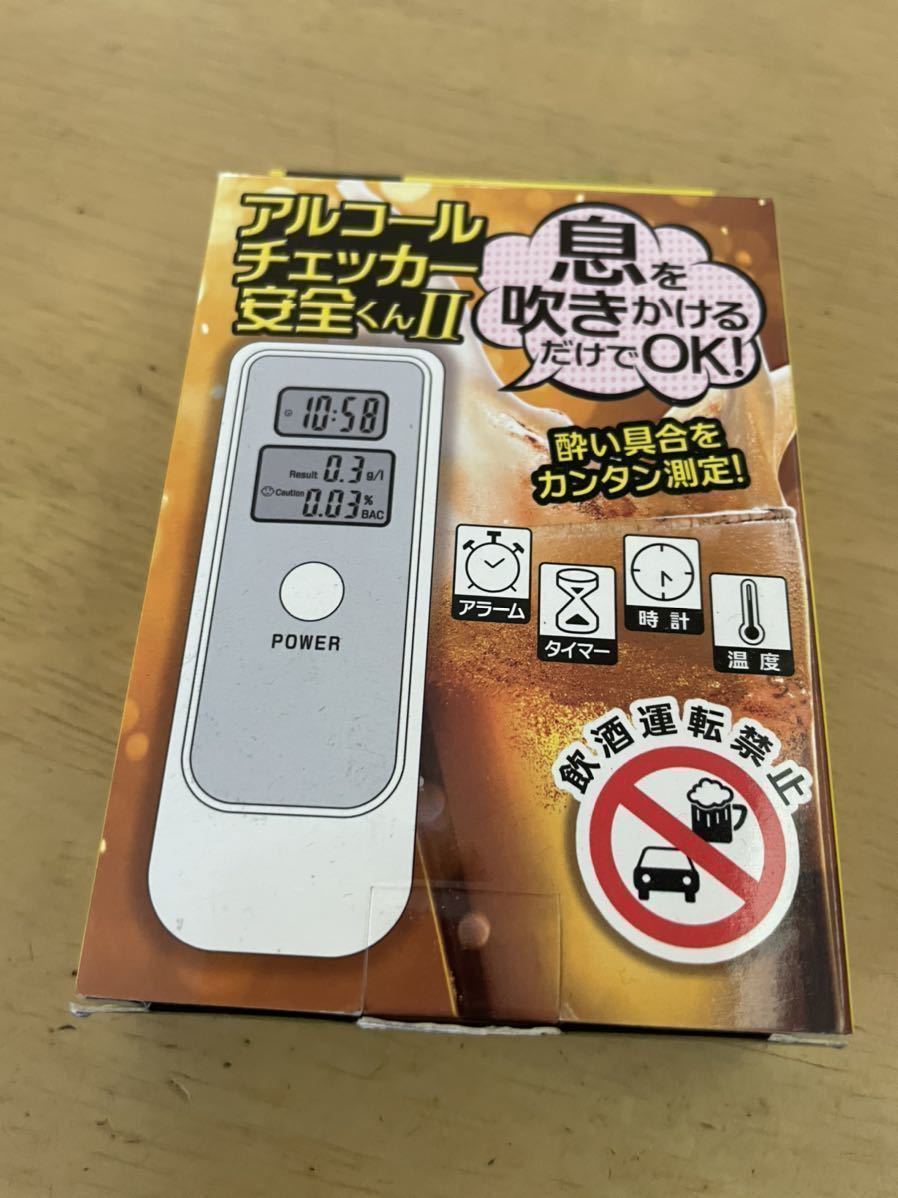 アルコール
チェッカー
安全くんⅡ
息を
吹きかける
だけでOK!
酔い具合を
カンタン測定!
10:58
Result 0.3 g/l
Caution 0.03 % BAC
POWER
アラーム
タイマー
時計
温度
飲酒運転禁止